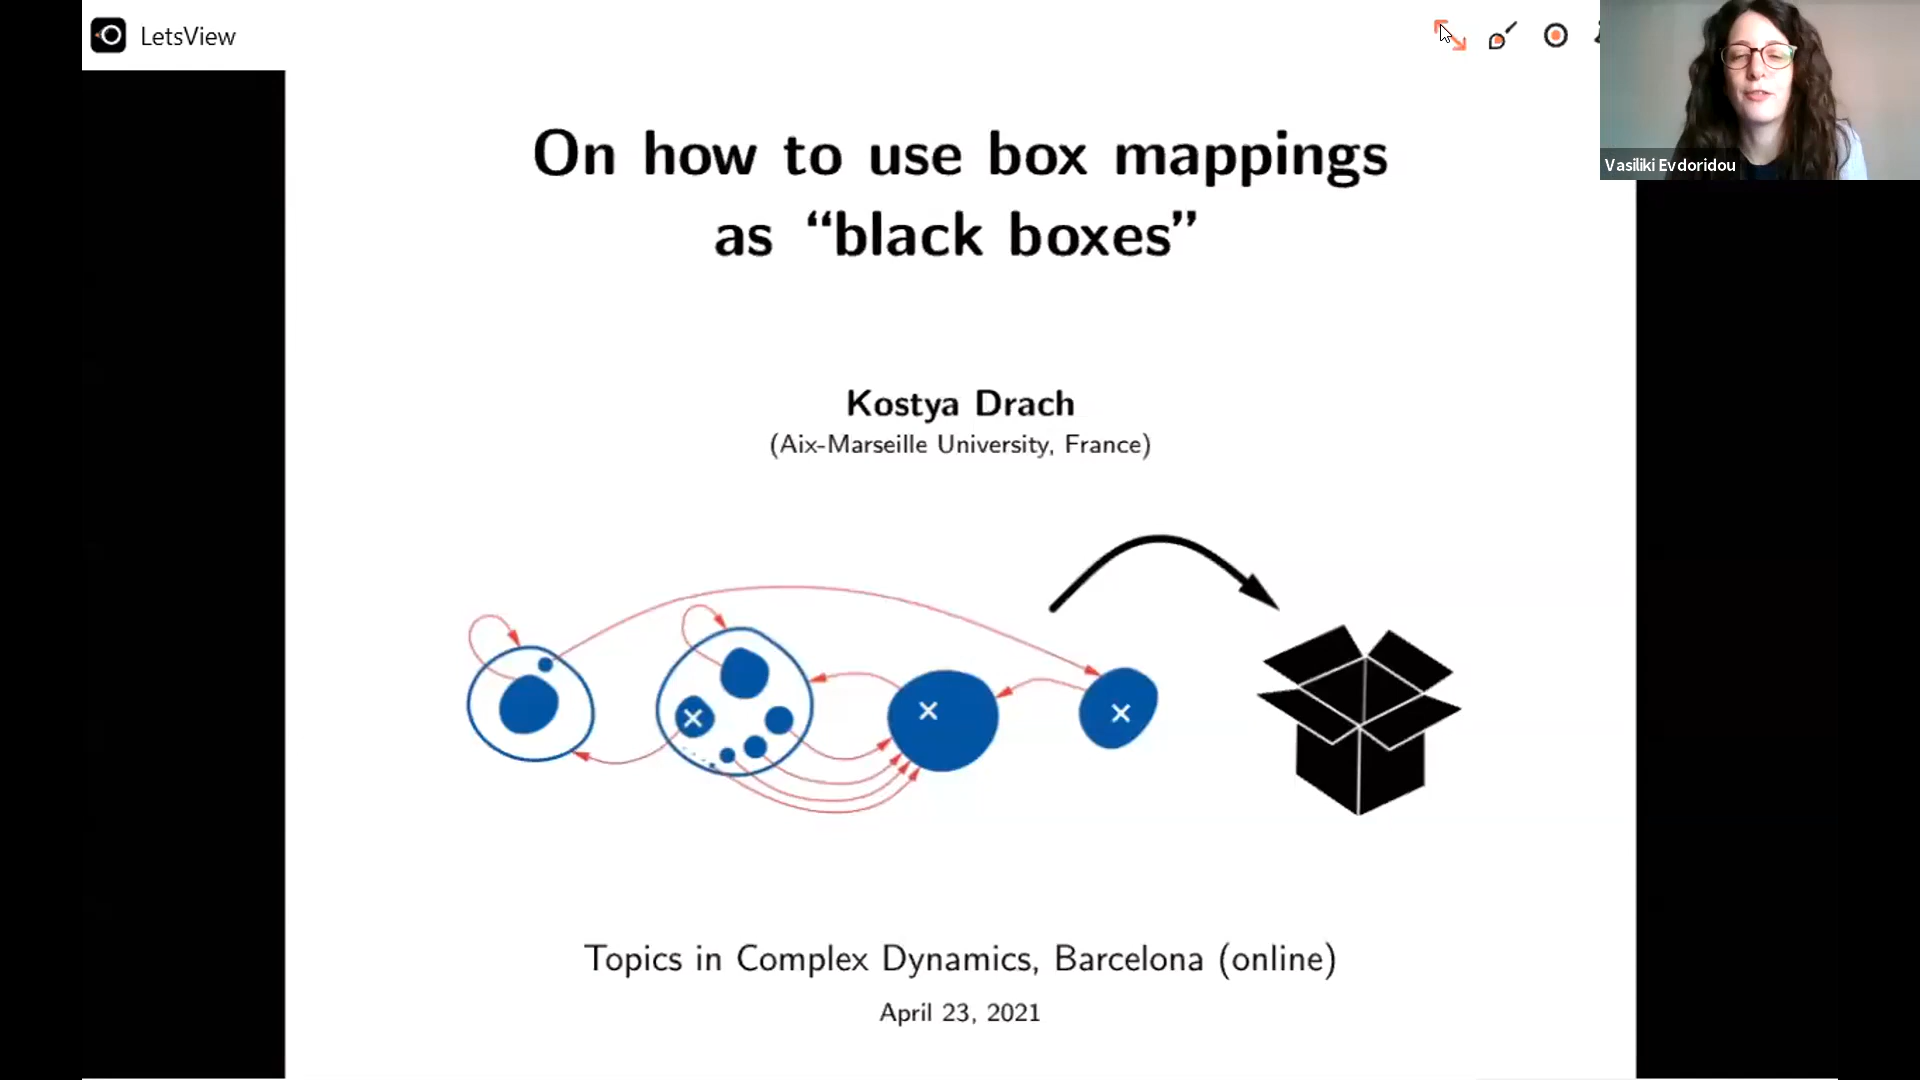 LetsView
Vasiliki Evdoridou
On how to use box mappings
as “black boxes”
Kostya Drach
(Aix-Marseille University, France)
Topics in Complex Dynamics, Barcelona (online)
April 23, 2021